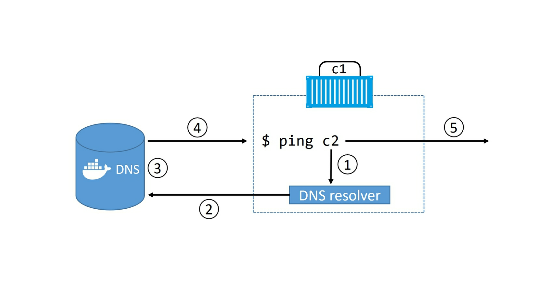 c1
④
⑤
$ ping c2
①
③
DNS
DNS resolver
②